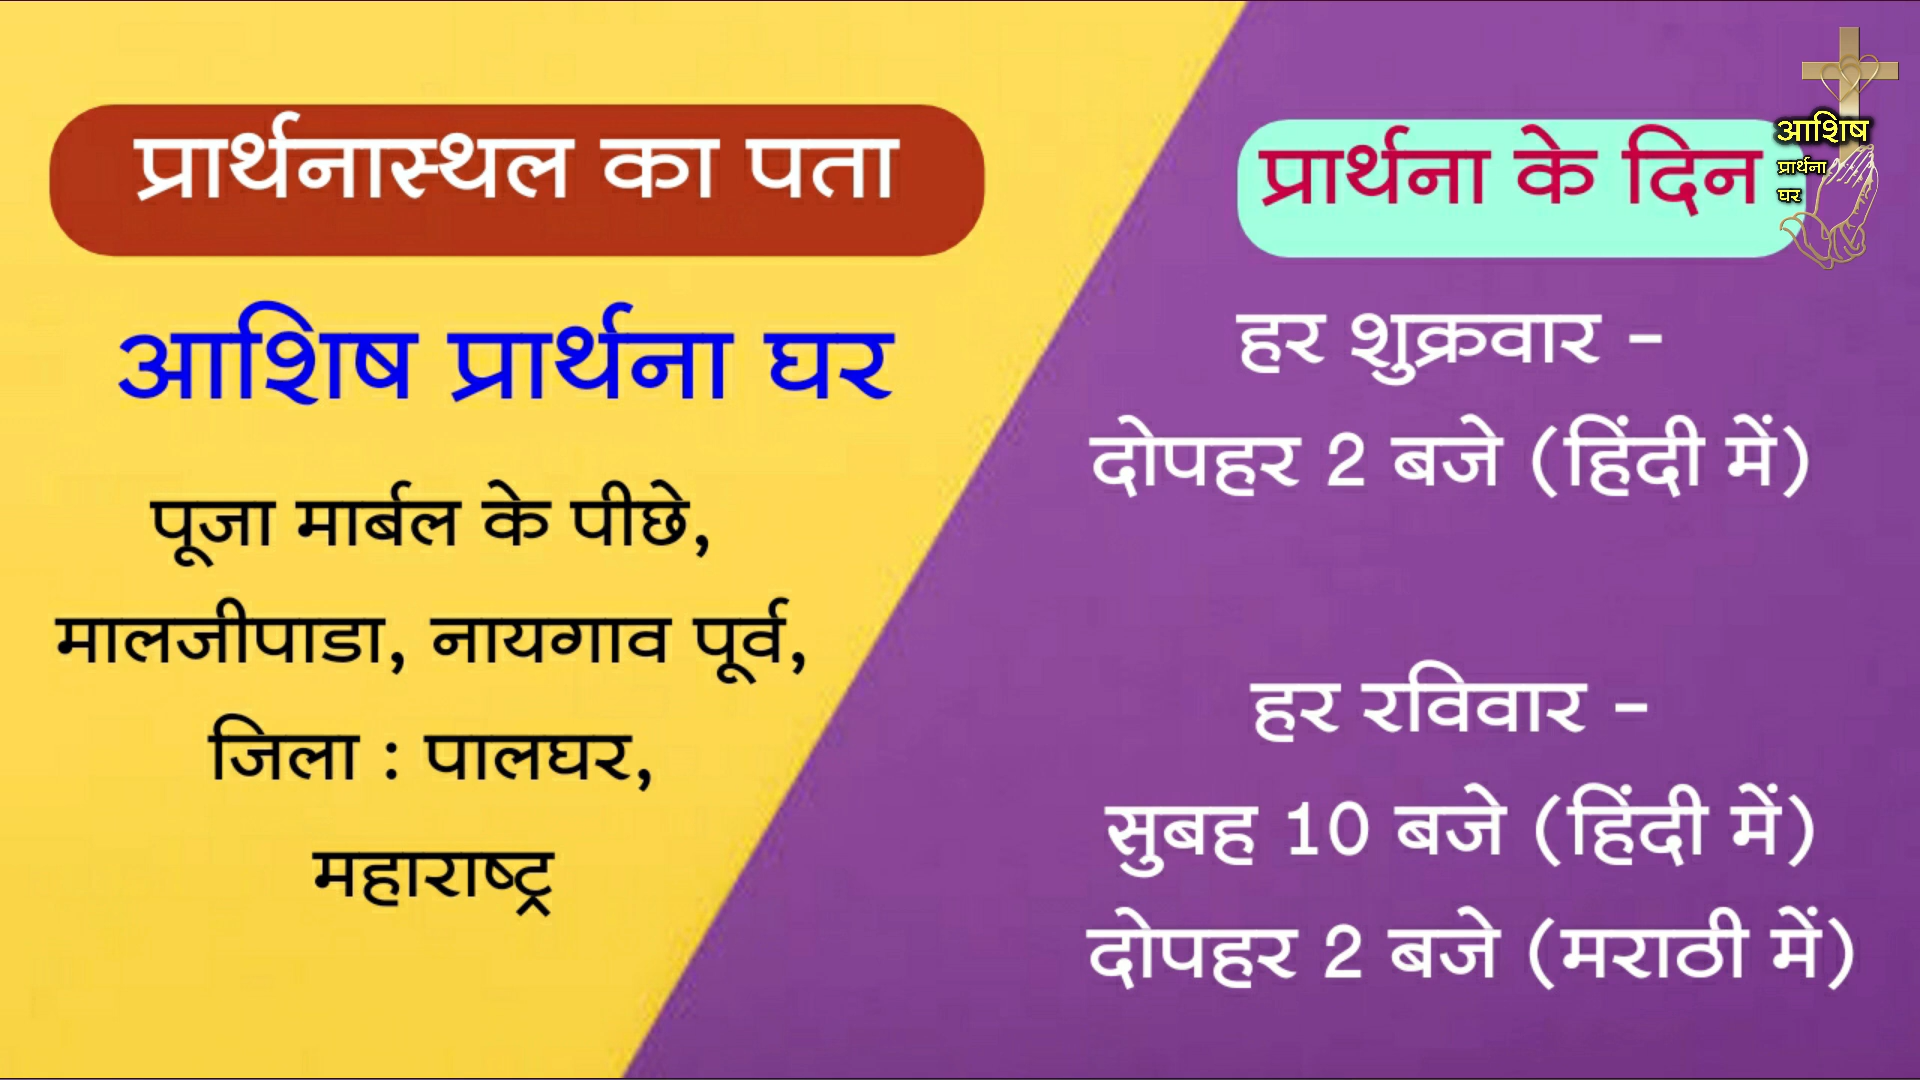 प्रार्थनास्थल का पता
आशिष प्रार्थना घर
पूजा मार्बल के पीछे,
मालजीपाडा, नायगाव पूर्व,
जिला : पालघर,
महाराष्ट्र
प्रार्थना के दिन
हर शुक्रवार -
दोपहर 2 बजे (हिंदी में)
हर रविवार -
सुबह 10 बजे (हिंदी में)
दोपहर 2 बजे (मराठी में)
आशिष
प्रार्थना
घर